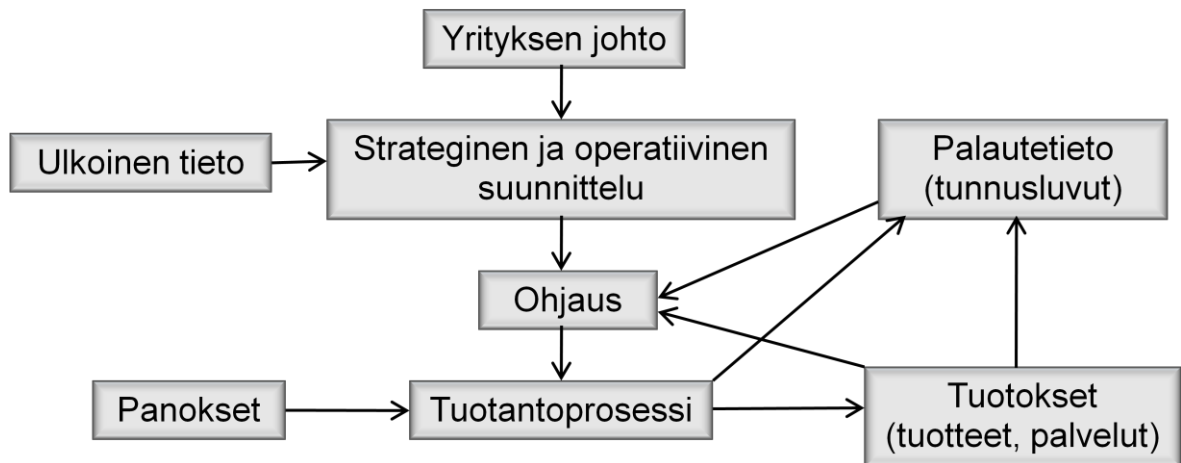 Yrityksen johto
Ulkoinen tieto
Strateginen ja operatiivinen
suunnittelu
Palautetieto
(tunnusluvut)
Ohjaus
Panokset
Tuotantoprosessi
Tuotokset
(tuotteet, palvelut)